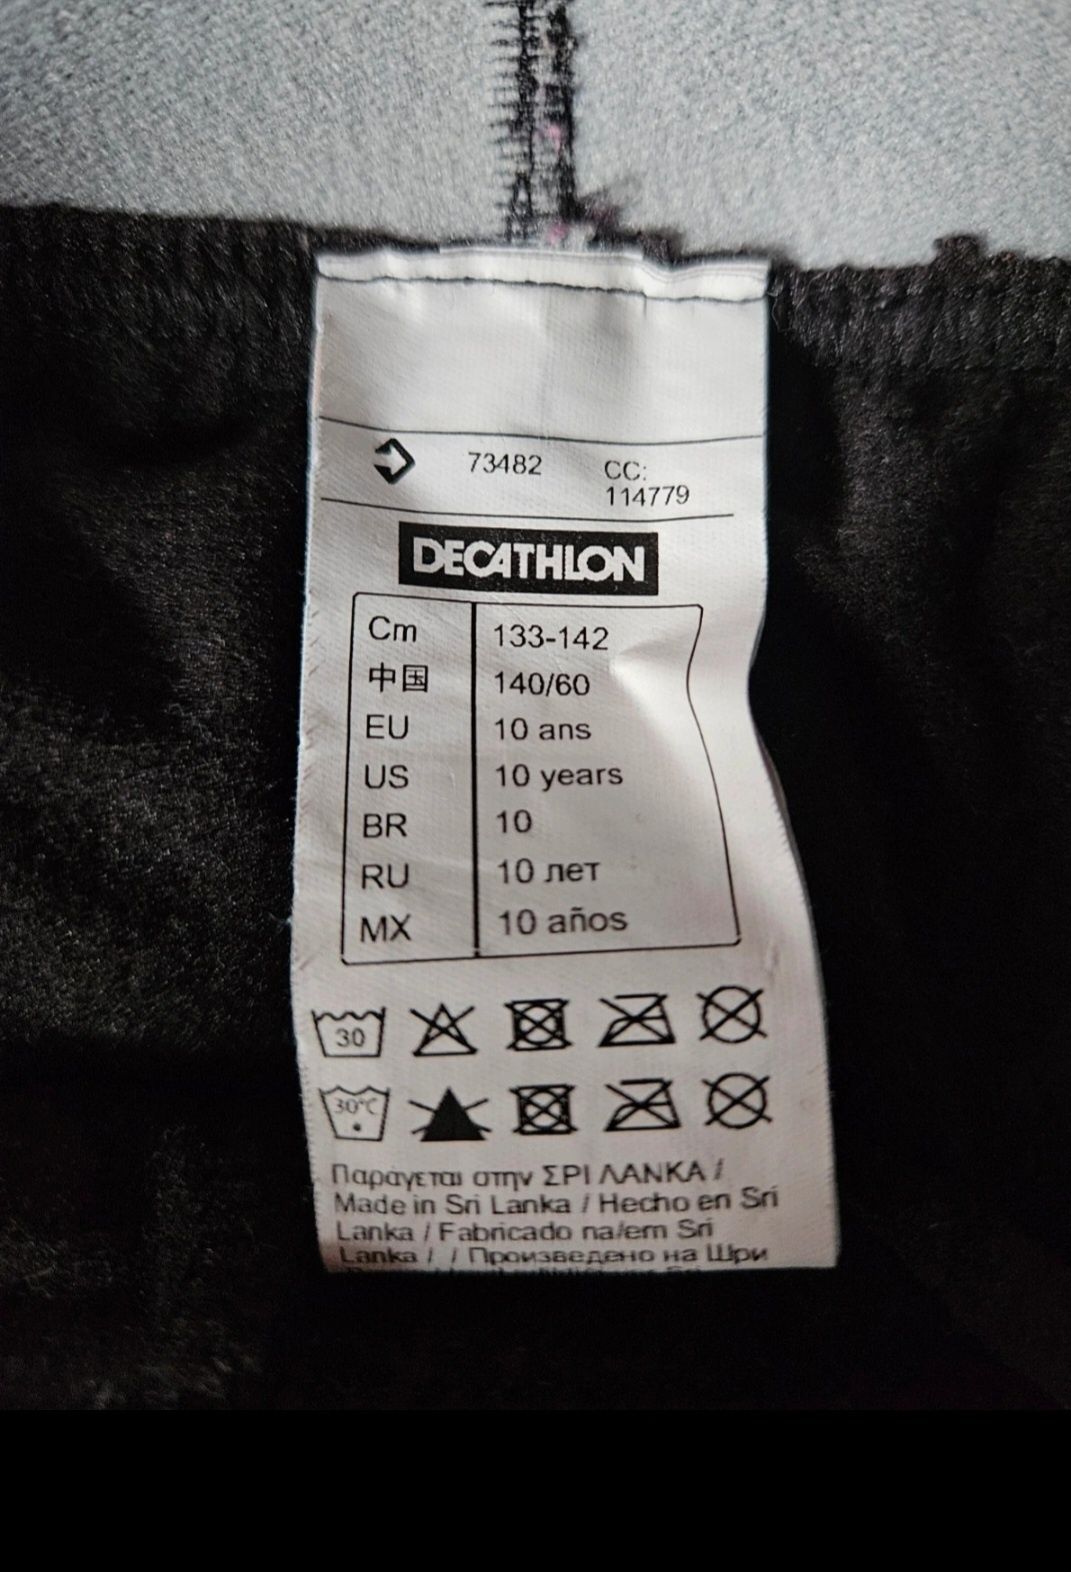 73482
CC:
114779
DECATHLON
Cm 133-142
中国 140/60
EU 10 ans
US 10 years
BR 10
RU 10 лет
MX 10 años
30
30°C
Παράγεται στην ΣΡΙ ΛΑΝΚΑ /
Made in Sri Lanka / Hecho en Sri
Lanka / Fabricado na/em Sri
Lanka / / Произведено на Шри